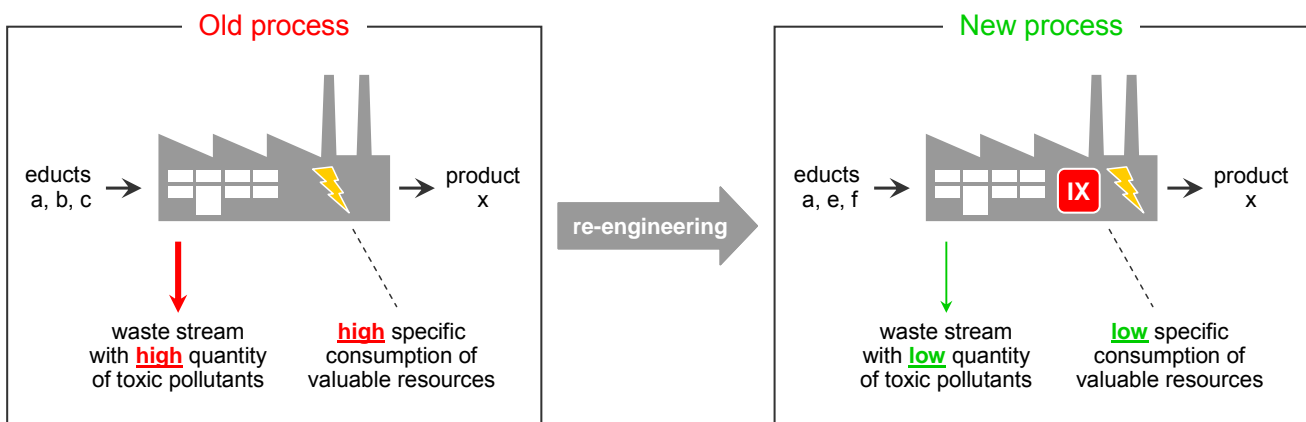 Old process
educts
a, b, c
product
x
waste stream
with high quantity
of toxic pollutants
high specific
consumption of
valuable resources
re-engineering
New process
educts
a, e, f
IX
product
x
waste stream
with low quantity
of toxic pollutants
low specific
consumption of
valuable resources